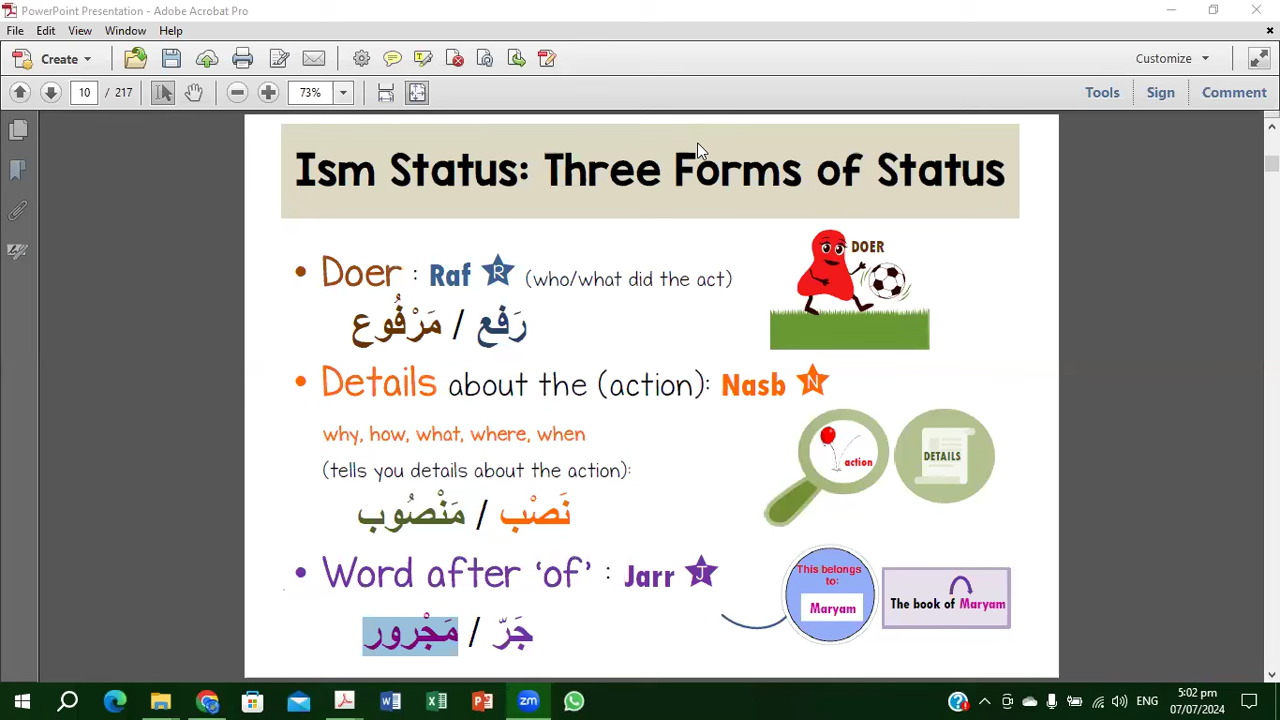 PowerPoint Presentation - Adobe Acrobat Pro
File Edit View Window Help
Create Customize
10 / 217 73% Tools Sign Comment
Ism Status: Three Forms of Status
• Doer : Raf R (who/what did the act)
رَفع / مَرْفُوع
DOER
• Details about the (action): Nasb N
why, how, what, where, when
(tells you details about the action):
نَصْب / مَنْصُوب
action
DETAILS
• Word after ‘of’ : Jarr J
جَرّ / مَجْرور
This belongs
to:
Maryam
The book of Maryam
5:02 pm
07/07/2024